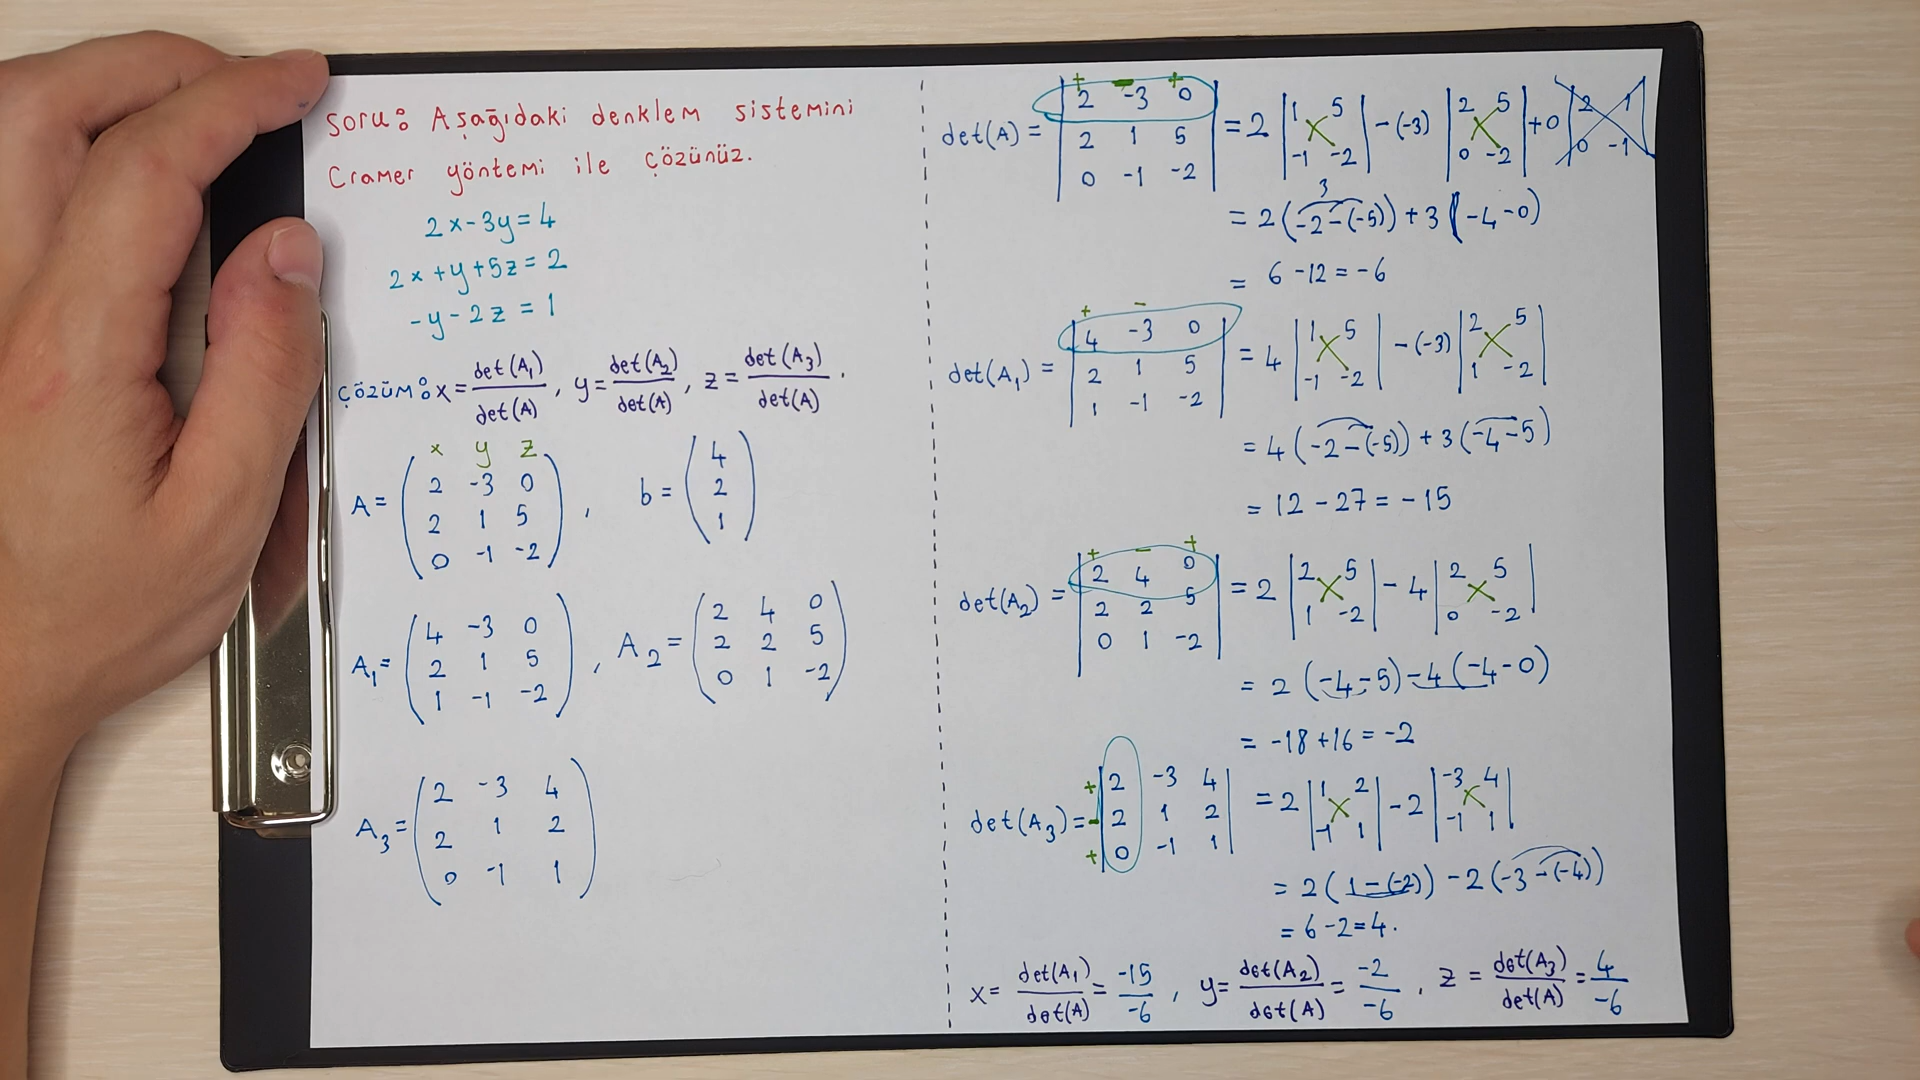 Soru: Aşağıdaki denklem sistemini
Cramer yöntemi ile çözünüz.
2x-3y=4
2x+y+5z=2
-y-2z=1
Çözüm: x= det(A₁)/det(A), y= det(A₂)/det(A), z= det(A₃)/det(A).
x y z
A= ( 2 -3 0
2 1 5
0 -1 -2 ), b= ( 4
2
1 )
A₁= ( 4 -3 0
2 1 5
1 -1 -2 ), A₂= ( 2 4 0
2 2 5
0 1 -2 )
A₃= ( 2 -3 4
2 1 2
0 -1 1 )
+ - +
det(A) = | 2 -3 0
2 1 5
0 -1 -2 | = 2 | 1 5
-1 -2 | -(-3) | 2 5
0 -2 | +0 | 2 1
0 -1 |
3
= 2(-2-(-5)) + 3(-4-0)
= 6-12 = -6
+ -
det(A₁) = | 4 -3 0
2 1 5
1 -1 -2 | = 4 | 1 5
-1 -2 | -(-3) | 2 5
1 -2 |
= 4(-2-(-5)) + 3(-4-5)
= 12-27 = -15
+ - +
det(A₂) = | 2 4 0
2 2 5
0 1 -2 | = 2 | 2 5
1 -2 | - 4 | 2 5
0 -2 |
= 2(-4-5)-4(-4-0)
= -18+16 = -2
det(A₃)= + | 2 -3 4
- 2 1 2
+ 0 -1 1 | = 2 | 1 2
-1 1 | -2 | -3 4
-1 1 |
= 2(1-(-2)) -2(-3-(-4))
= 6-2=4.
x= det(A₁)/det(A) = -15/-6, y= det(A₂)/det(A) = -2/-6, z = det(A₃)/det(A) = 4/-6